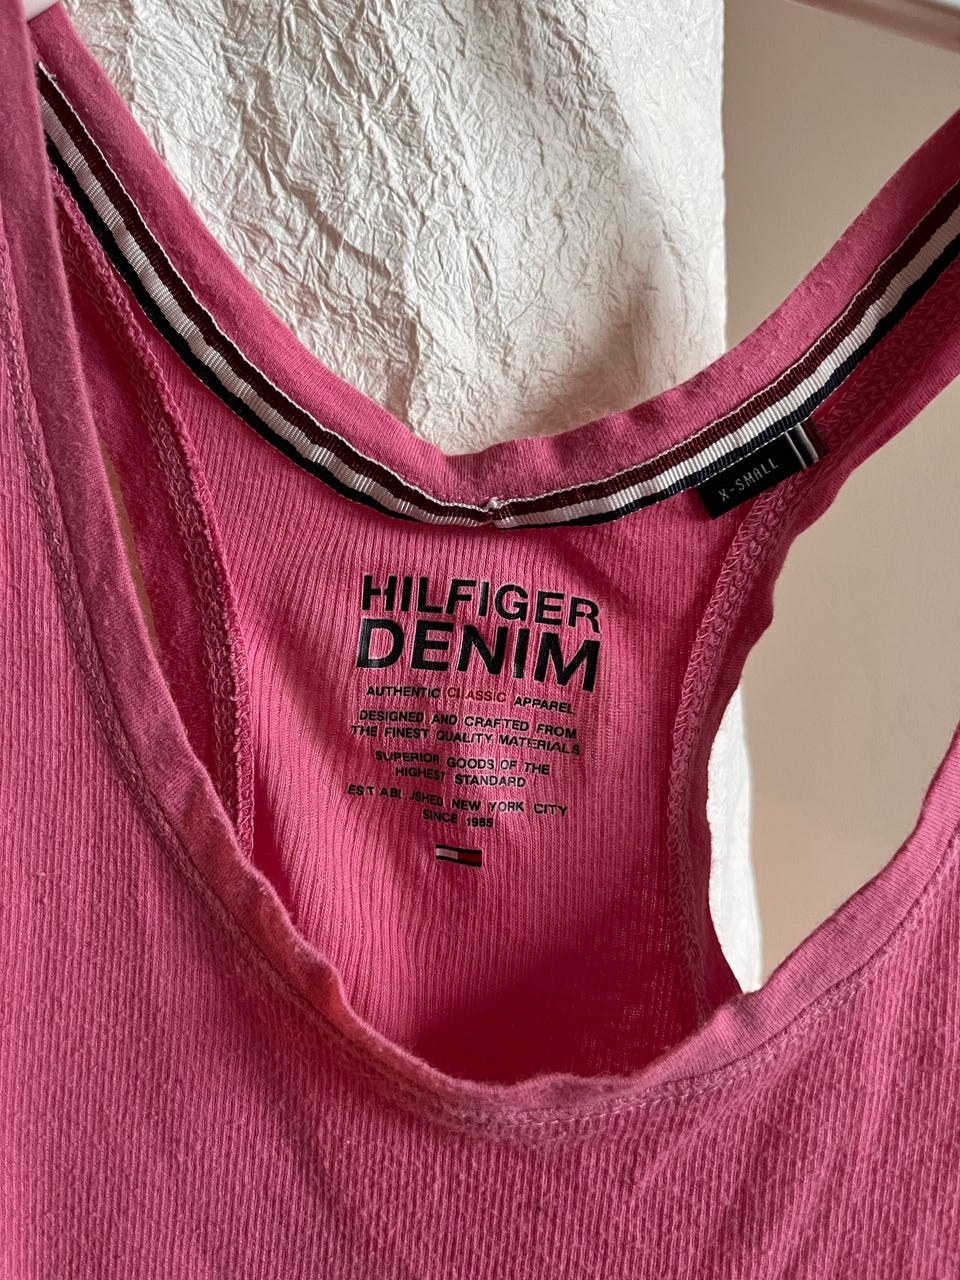 X-SMALL
HILFIGER
DENIM
AUTHENTIC CLASSIC APPAREL
DESIGNED AND CRAFTED FROM
THE FINEST QUALITY MATERIALS
SUPERIOR GOODS OF THE
HIGHEST STANDARD
ESTABLISHED NEW YORK CITY
SINCE 1985